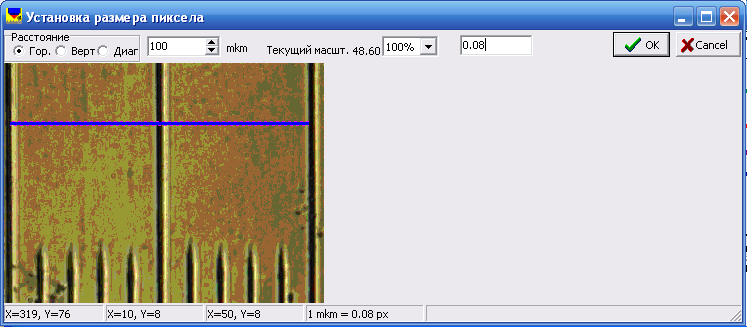 Установка размера пиксела
Расстояние
Гор. Верт Диаг 100 mkm Текущий масшт. 48.60 100% 0.08 OK Cancel
X=319, Y=76 X=10, Y=8 X=50, Y=8 1 mkm = 0.08 px